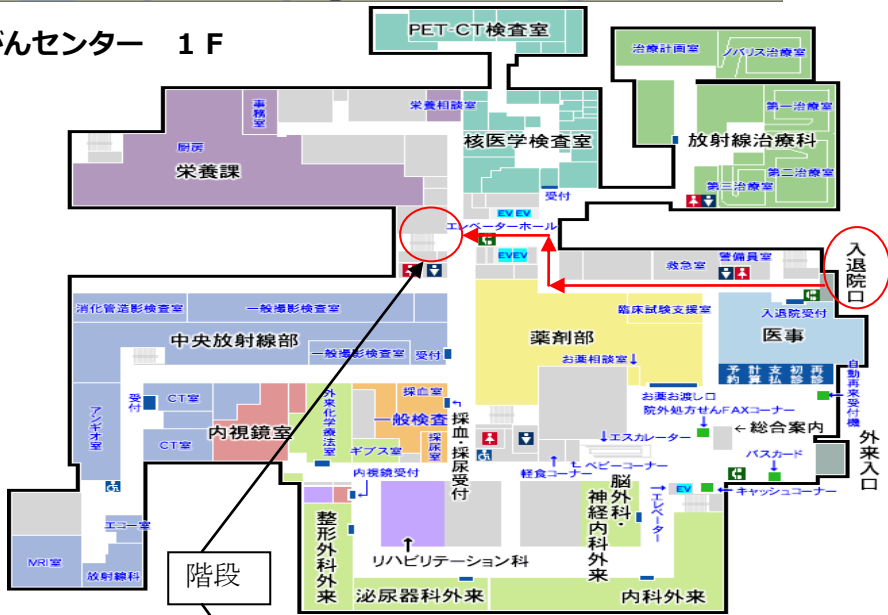 がんセンター　１Ｆ
PET-CT検査室
治療計画室
ノバリス治療室
事務室
栄養相談室
厨房
栄養課
核医学検査室
第一治療室
放射線治療科
第二治療室
第三治療室
受付
EV EV
エレベーターホール
EVEV
救急室
警備員室
入退院口
消化管造影検査室
一般撮影検査室
中央放射線部
一般撮影検査室
受付
薬剤部
臨床試験支援室
お薬相談室↓
入退院受付
医事
予約
計算
支払
初診
再診
自動再来受付機
お薬お渡し口
院外処方せんFAXコーナー
←総合案内
外来入口
アンギオ室
受付
CT室
CT室
内視鏡室
外来化学療法室
採血室
一般検査
採尿室
ギプス室
採血・採尿受付
内視鏡受付
↓エスカレーター
ベビーコーナー
軽食コーナー
バスカード
キャッシュコーナー
EV
エレベーター
脳外科・神経内科外来
エコー室
MRI室
放射線科
整形外科外来
リハビリテーション科
泌尿器科外来
内科外来
階段